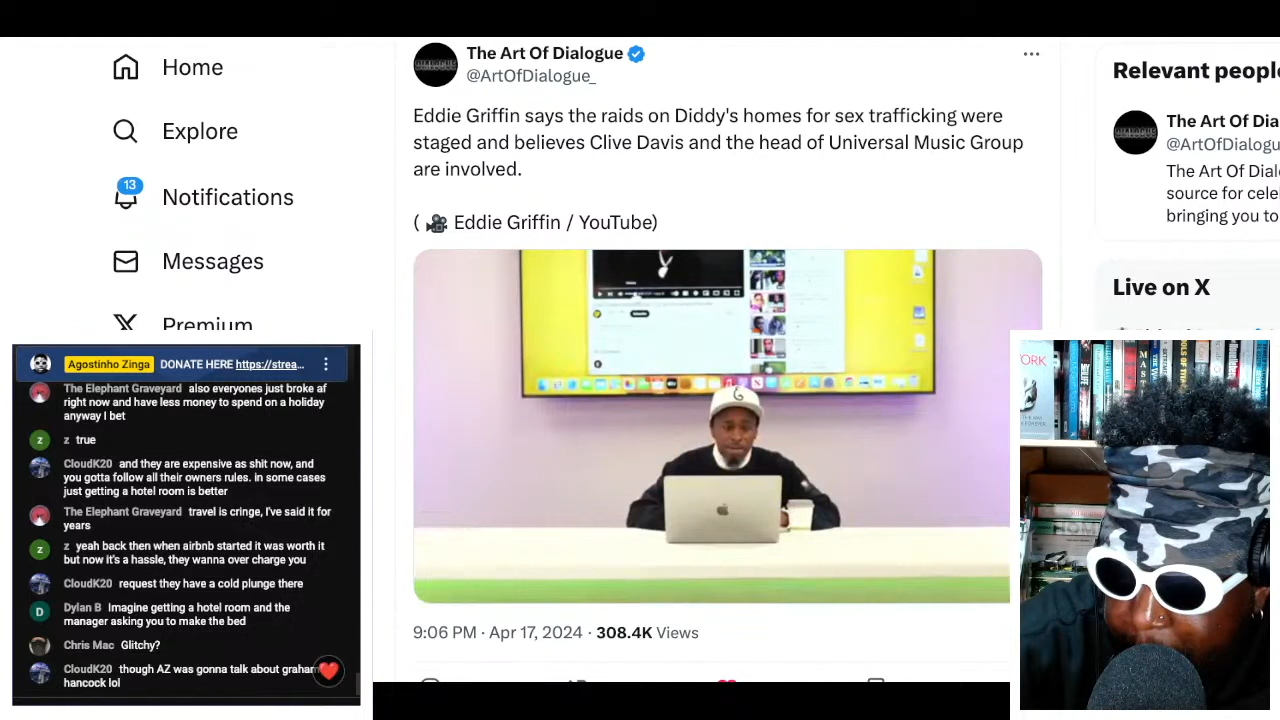 Home
Explore
13
Notifications
Messages
Premium
DIALOGUE
The Art Of Dialogue
@ArtOfDialogue_
Eddie Griffin says the raids on Diddy's homes for sex trafficking were
staged and believes Clive Davis and the head of Universal Music Group
are involved.
( 🎥 Eddie Griffin / YouTube)
9:06 PM · Apr 17, 2024 · 308.4K Views
Relevant people
DIALOGUE
The Art Of Dia
@ArtOfDialogu
The Art Of Dial
source for cele
bringing you to
Live on X
Agostinho Zinga DONATE HERE https://strea...
The Elephant Graveyard also everyones just broke af
right now and have less money to spend on a holiday
anyway I bet
z z true
CloudK20 and they are expensive as shit now, and
you gotta follow all their owners rules. in some cases
just getting a hotel room is better
The Elephant Graveyard travel is cringe, I've said it for
years
z z yeah back then when airbnb started it was worth it
but now it's a hassle, they wanna over charge you
CloudK20 request they have a cold plunge there
D Dylan B Imagine getting a hotel room and the
manager asking you to make the bed
Chris Mac Glitchy?
CloudK20 though AZ was gonna talk about graham
hancock lol
ORK
MAST